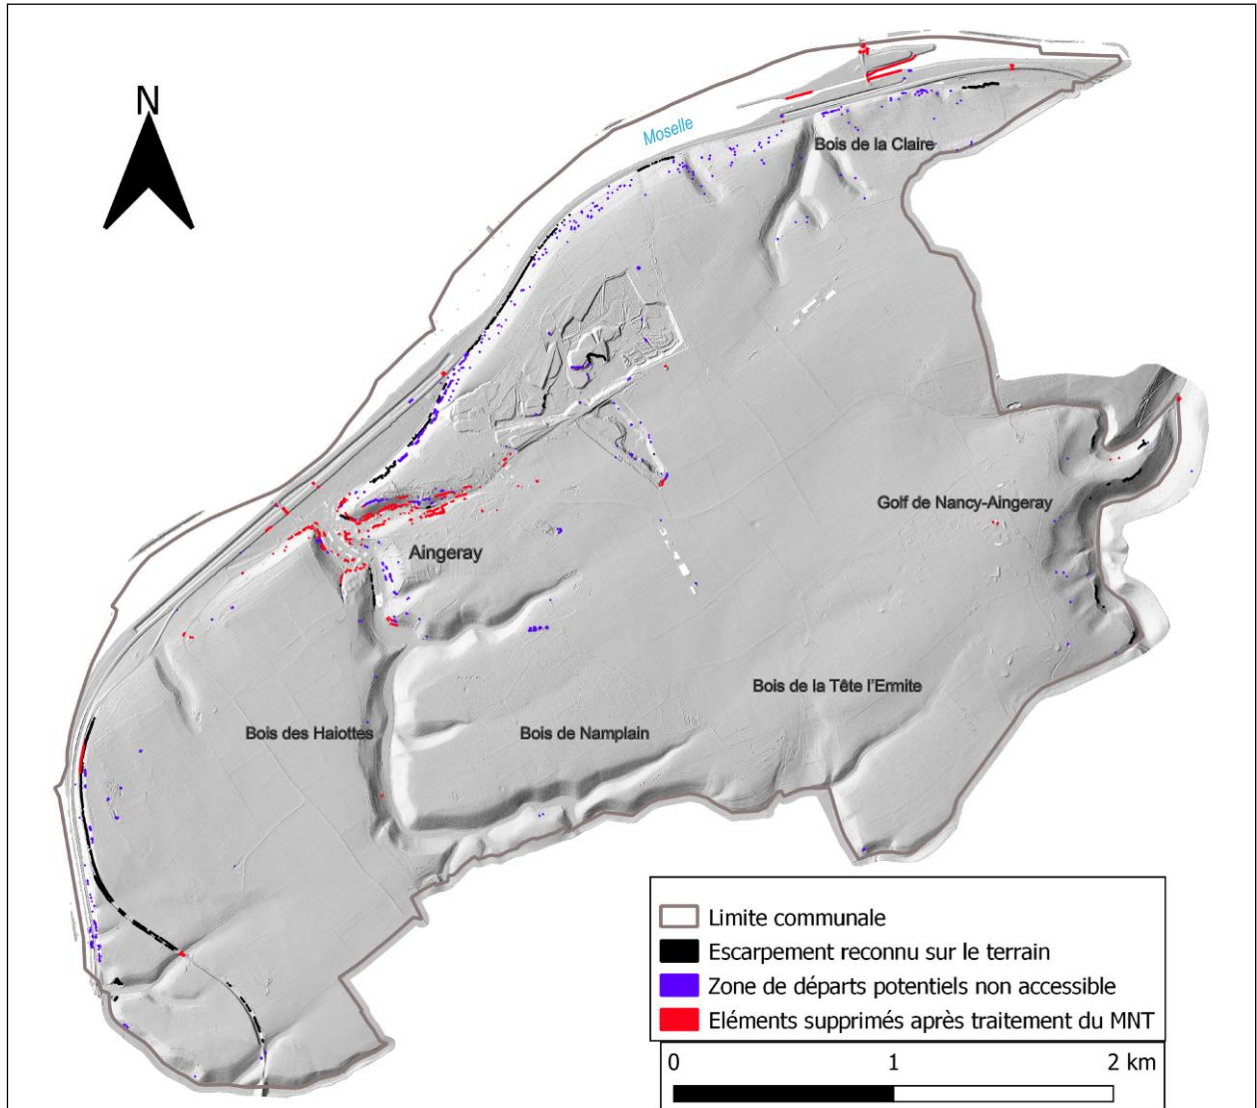 N
Moselle
Bois de la Claire
Golf de Nancy-Aingeray
Aingeray
Bois de la Tête l'Ermite
Bois des Haiottes
Bois de Namplain
Limite communale
Escarpement reconnu sur le terrain
Zone de départs potentiels non accessible
Eléments supprimés après traitement du MNT
0 1 2 km